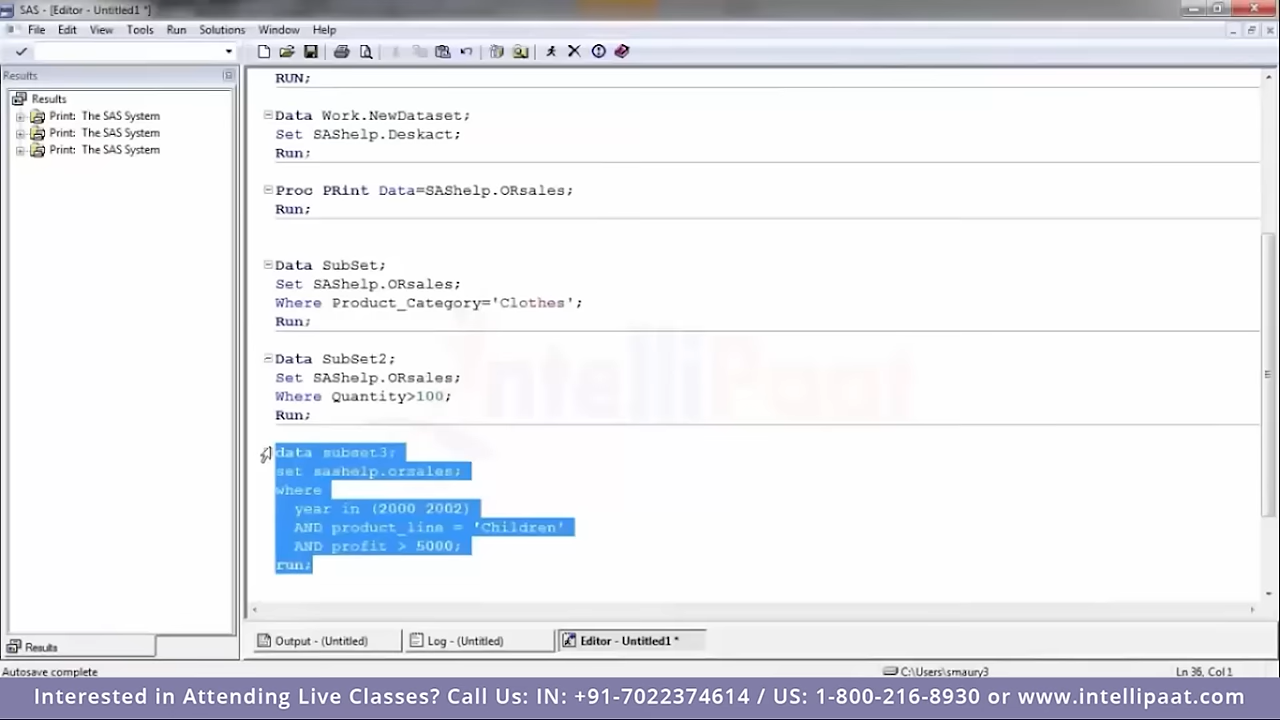 SAS - [Editor - Untitled1 *]
File Edit View Tools Run Solutions Window Help
Results
Results
Print: The SAS System
Print: The SAS System
Print: The SAS System
RUN;
Data Work.NewDataset;
Set SAShelp.Deskact;
Run;
Proc PRint Data=SAShelp.ORsales;
Run;
Data SubSet;
Set SAShelp.ORsales;
Where Product_Category='Clothes';
Run;
Data SubSet2;
Set SAShelp.ORsales;
Where Quantity>100;
Run;
data subset3;
set sashelp.orsales;
where
year in (2000 2002)
AND product_line = 'Children'
AND profit > 5000;
run;
intelliPaat
Results
Output - (Untitled) Log - (Untitled) Editor - Untitled1 *
Autosave complete C:\Users\smaury3 Ln 36, Col 1
Interested in Attending Live Classes? Call Us: IN: +91-7022374614 / US: 1-800-216-8930 or www.intellipaat.com